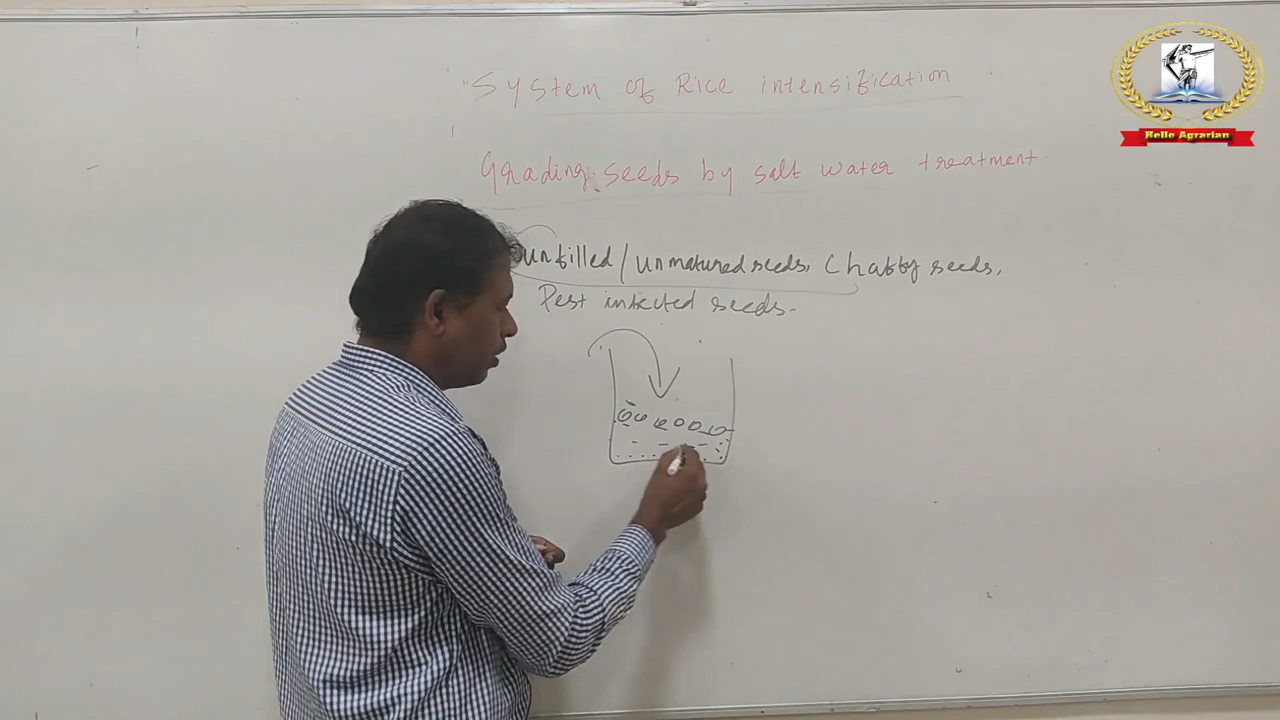 System of Rice intensification
Hello Agrarian
Grading seeds by salt water treatment
unfilled / unmatured seeds, Chaffy seeds,
Pest infected seeds.